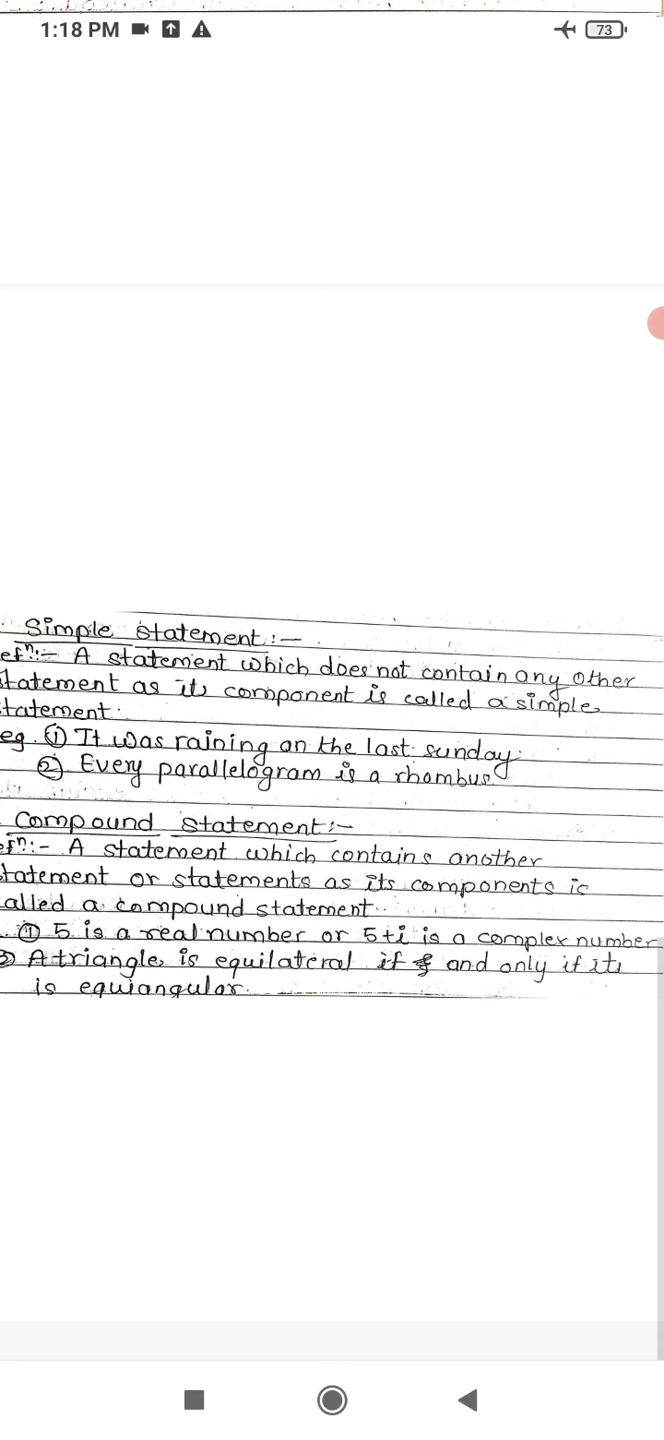 1:18 PM
73
Simple statement :-
efⁿ:- A statement which does not contain any other
statement as its component is called a simple
tatement.
eg. ① It was raining on the last sunday.
② Every parallelogram is a rhombus.
Compound statement :-
efⁿ:- A statement which contains another
tatement or statements as its components is
alled a compound statement.
① 5 is a real number or 5+i is a complex number
② A triangle is equilateral if and only if its
is equiangular.